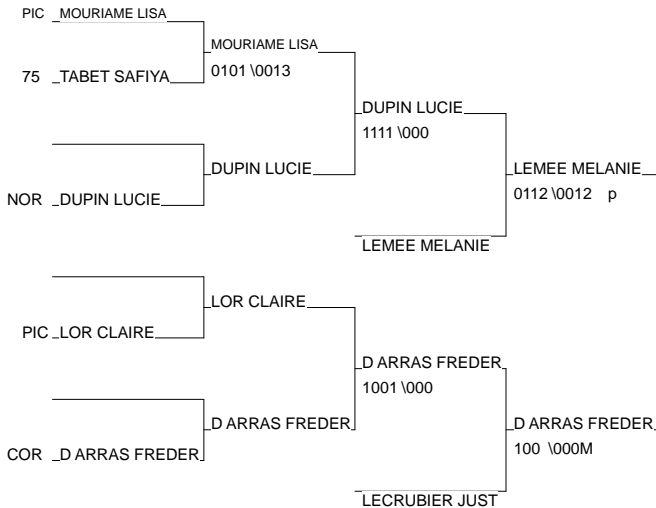 PIC MOURIAME LISA
MOURIAME LISA
75 TABET SAFIYA
0101 \0013
DUPIN LUCIE
1111 \000
DUPIN LUCIE
LEMEE MELANIE
NOR DUPIN LUCIE
0112 \0012 p
LEMEE MELANIE
LOR CLAIRE
PIC LOR CLAIRE
D ARRAS FREDER
1001 \000
D ARRAS FREDER
D ARRAS FREDER
COR D ARRAS FREDER
100 \000M
LECRUBIER JUST